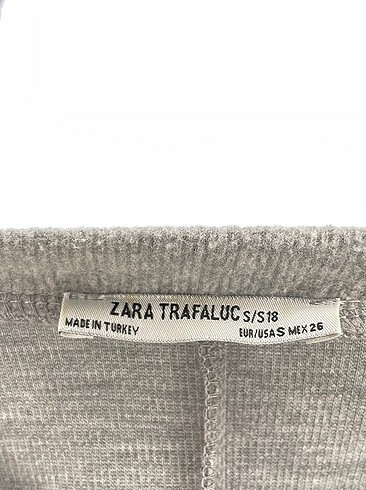 ZARA TRAFALUC S/S18
MADE IN TURKEY EUR/USA S MEX 26